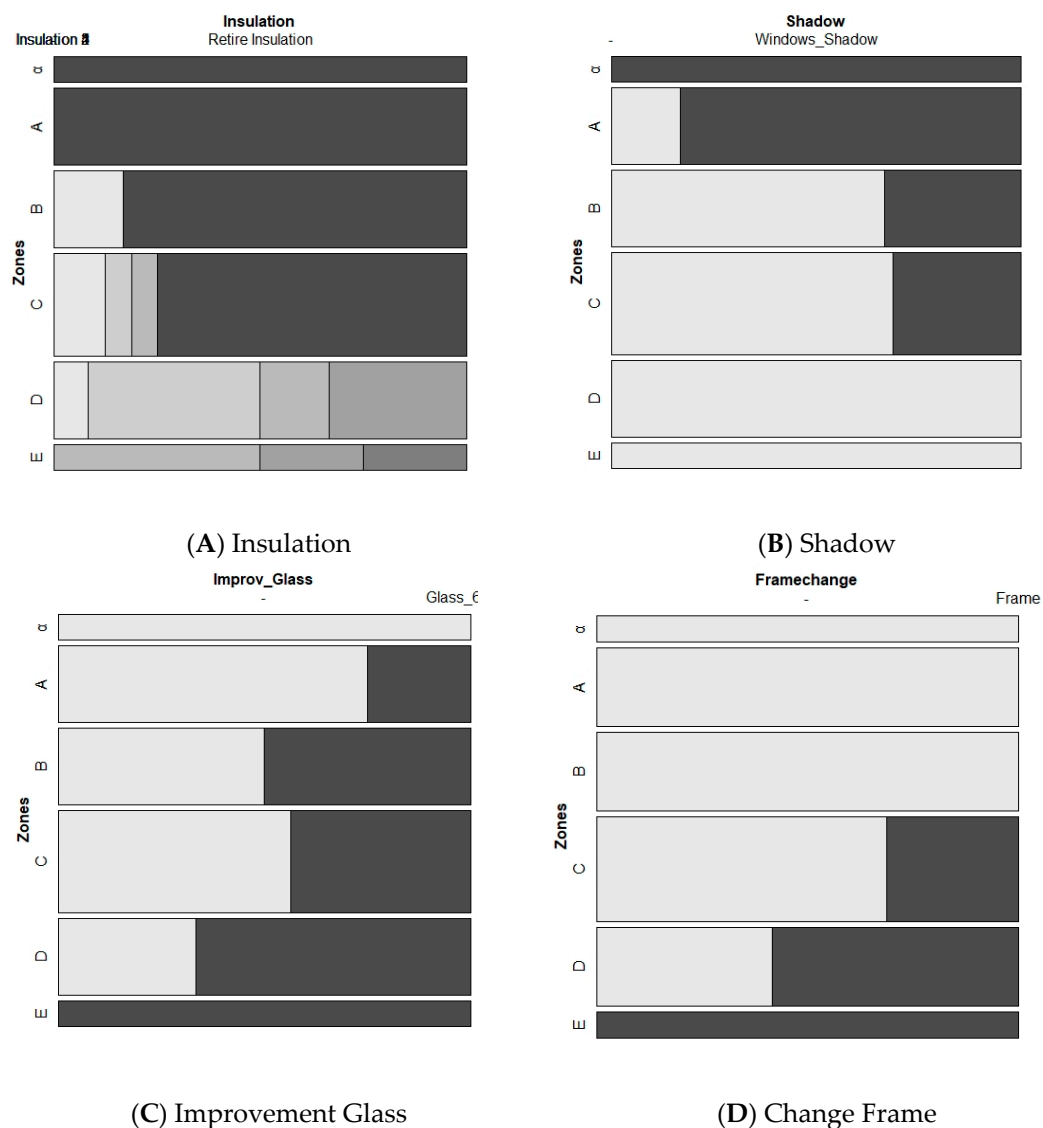 Insulation
Retire Insulation
Zones
α
A
B
C
D
E
Shadow
-
Windows_Shadow
Zones
α
A
B
C
D
E
(A) Insulation
(B) Shadow
Improv_Glass
-
Glass_6
Zones
α
A
B
C
D
E
Framechange
-
Frame
Zones
α
A
B
C
D
E
(C) Improvement Glass
(D) Change Frame